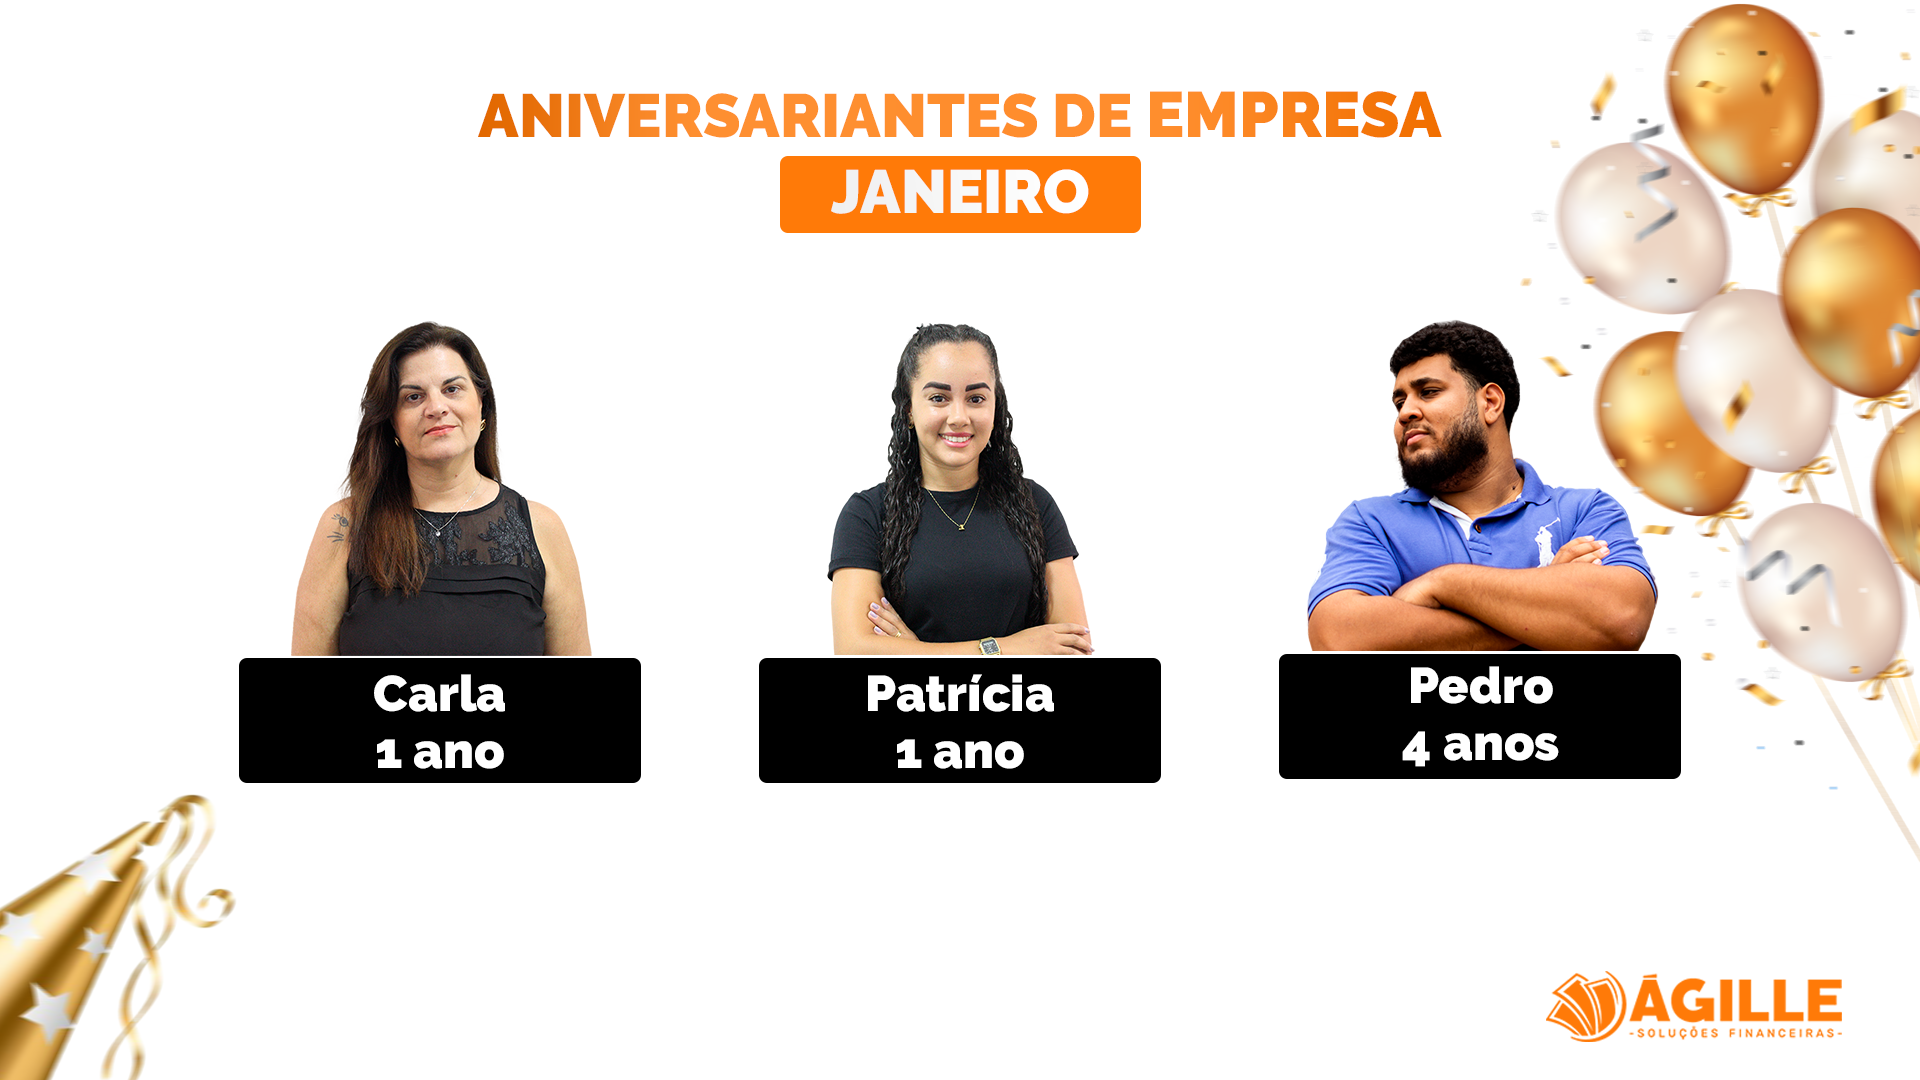 ANIVERSARIANTES DE EMPRESA
JANEIRO
Carla
1 ano
Patrícia
1 ano
Pedro
4 anos
ÁGILLE
-SOLUÇÕES FINANCEIRAS-